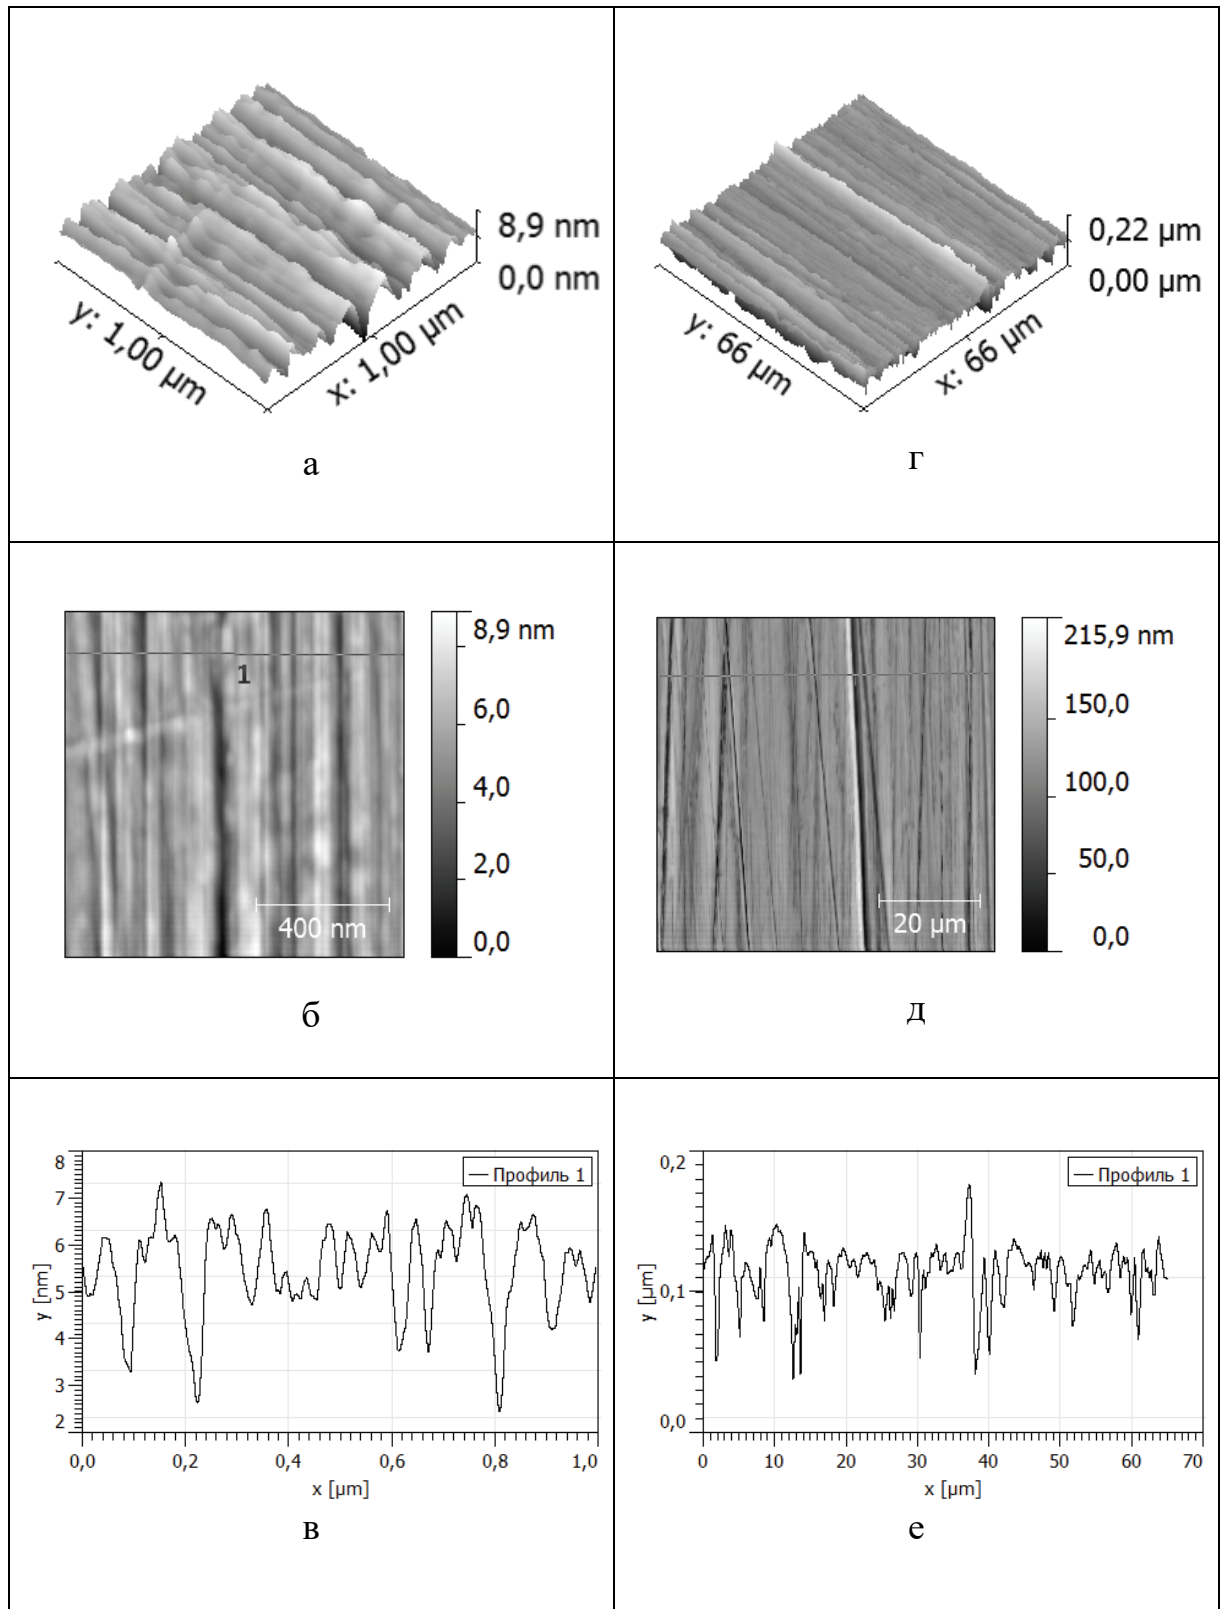 8,9 nm
0,0 nm
y: 1,00 µm
x: 1,00 µm
а
0,22 µm
0,00 µm
y: 66 µm
x: 66 µm
г
1
400 nm
8,9 nm
6,0
4,0
2,0
0,0
б
20 µm
215,9 nm
150,0
100,0
50,0
0,0
д
Профиль 1
8
7
6
5
4
3
2
y [nm]
0,0 0,2 0,4 0,6 0,8 1,0
x [µm]
в
Профиль 1
0,2
0,1
0,0
y [µm]
0 10 20 30 40 50 60 70
x [µm]
е